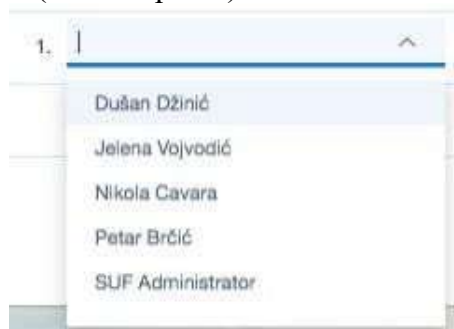 1.
Dušan Džinić
Jelena Vojvodić
Nikola Cavara
Petar Brčić
SUF Administrator